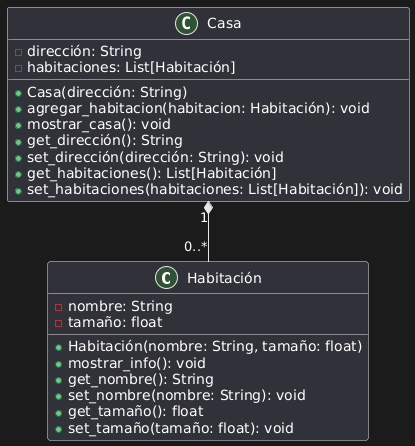 C Casa
dirección: String
habitaciones: List[Habitación]
Casa(dirección: String)
agregar_habitacion(habitacion: Habitación): void
mostrar_casa(): void
get_dirección(): String
set_dirección(dirección: String): void
get_habitaciones(): List[Habitación]
set_habitaciones(habitaciones: List[Habitación]): void
1
0..*
C Habitación
nombre: String
tamaño: float
Habitación(nombre: String, tamaño: float)
mostrar_info(): void
get_nombre(): String
set_nombre(nombre: String): void
get_tamaño(): float
set_tamaño(tamaño: float): void